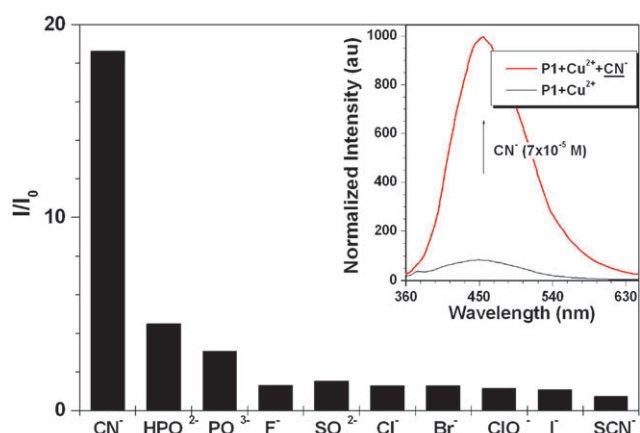 20
10
0
I/I₀
CN⁻ HPO ²⁻ PO ³⁻ F⁻ SO ²⁻ Cl⁻ Br⁻ ClO ⁻ I⁻ SCN⁻
1000
800
600
400
200
0
Normalized Intensity (au)
P1+Cu²⁺+CN⁻
P1+Cu²⁺
CN⁻ (7x10⁻⁵ M)
360 450 540 630
Wavelength (nm)